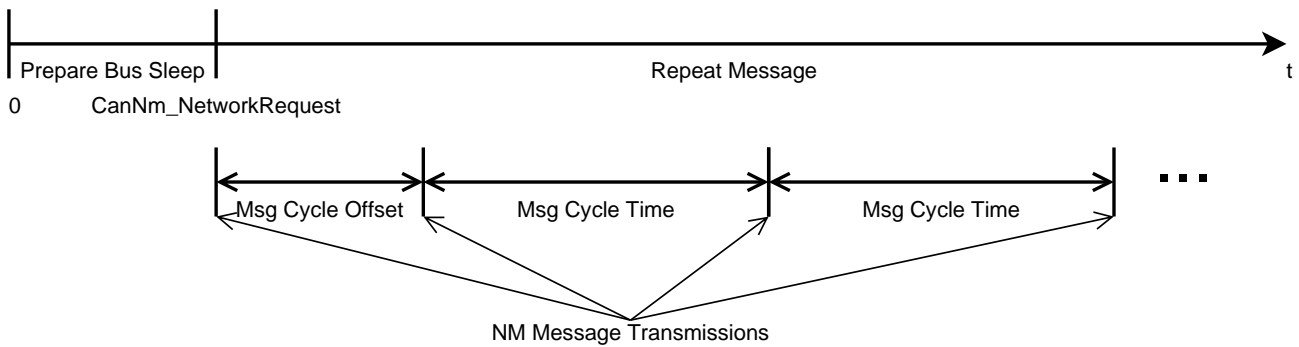 Prepare Bus Sleep Repeat Message t
0 CanNm_NetworkRequest
Msg Cycle Offset Msg Cycle Time Msg Cycle Time
NM Message Transmissions